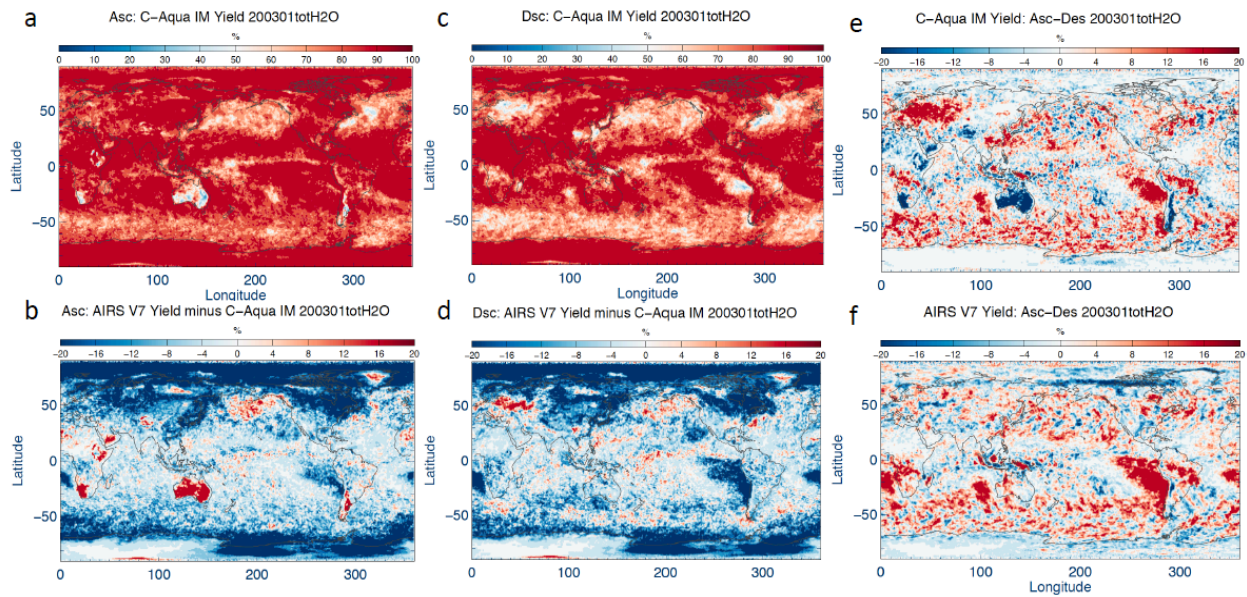 a
Asc: C-Aqua IM Yield 200301totH2O
%
0 10 20 30 40 50 60 70 80 90 100
50
0
-50
Latitude
0 100 200 300
Longitude
c
Dsc: C-Aqua IM Yield 200301totH2O
%
0 10 20 30 40 50 60 70 80 90 100
50
0
-50
Latitude
0 100 200 300
Longitude
e
C-Aqua IM Yield: Asc-Des 200301totH2O
%
-20 -16 -12 -8 -4 0 4 8 12 16 20
50
0
-50
Latitude
0 100 200 300
b
Asc: AIRS V7 Yield minus C-Aqua IM 200301totH2O
%
-20 -16 -12 -8 -4 0 4 8 12 16 20
50
0
-50
Latitude
0 100 200 300
d
Dsc: AIRS V7 Yield minus C-Aqua IM 200301totH2O
%
-20 -16 -12 -8 -4 0 4 8 12 16 20
50
0
-50
Latitude
0 100 200 300
f
AIRS V7 Yield: Asc-Des 200301totH2O
%
-20 -16 -12 -8 -4 0 4 8 12 16 20
50
0
-50
Latitude
0 100 200 300
Longitude